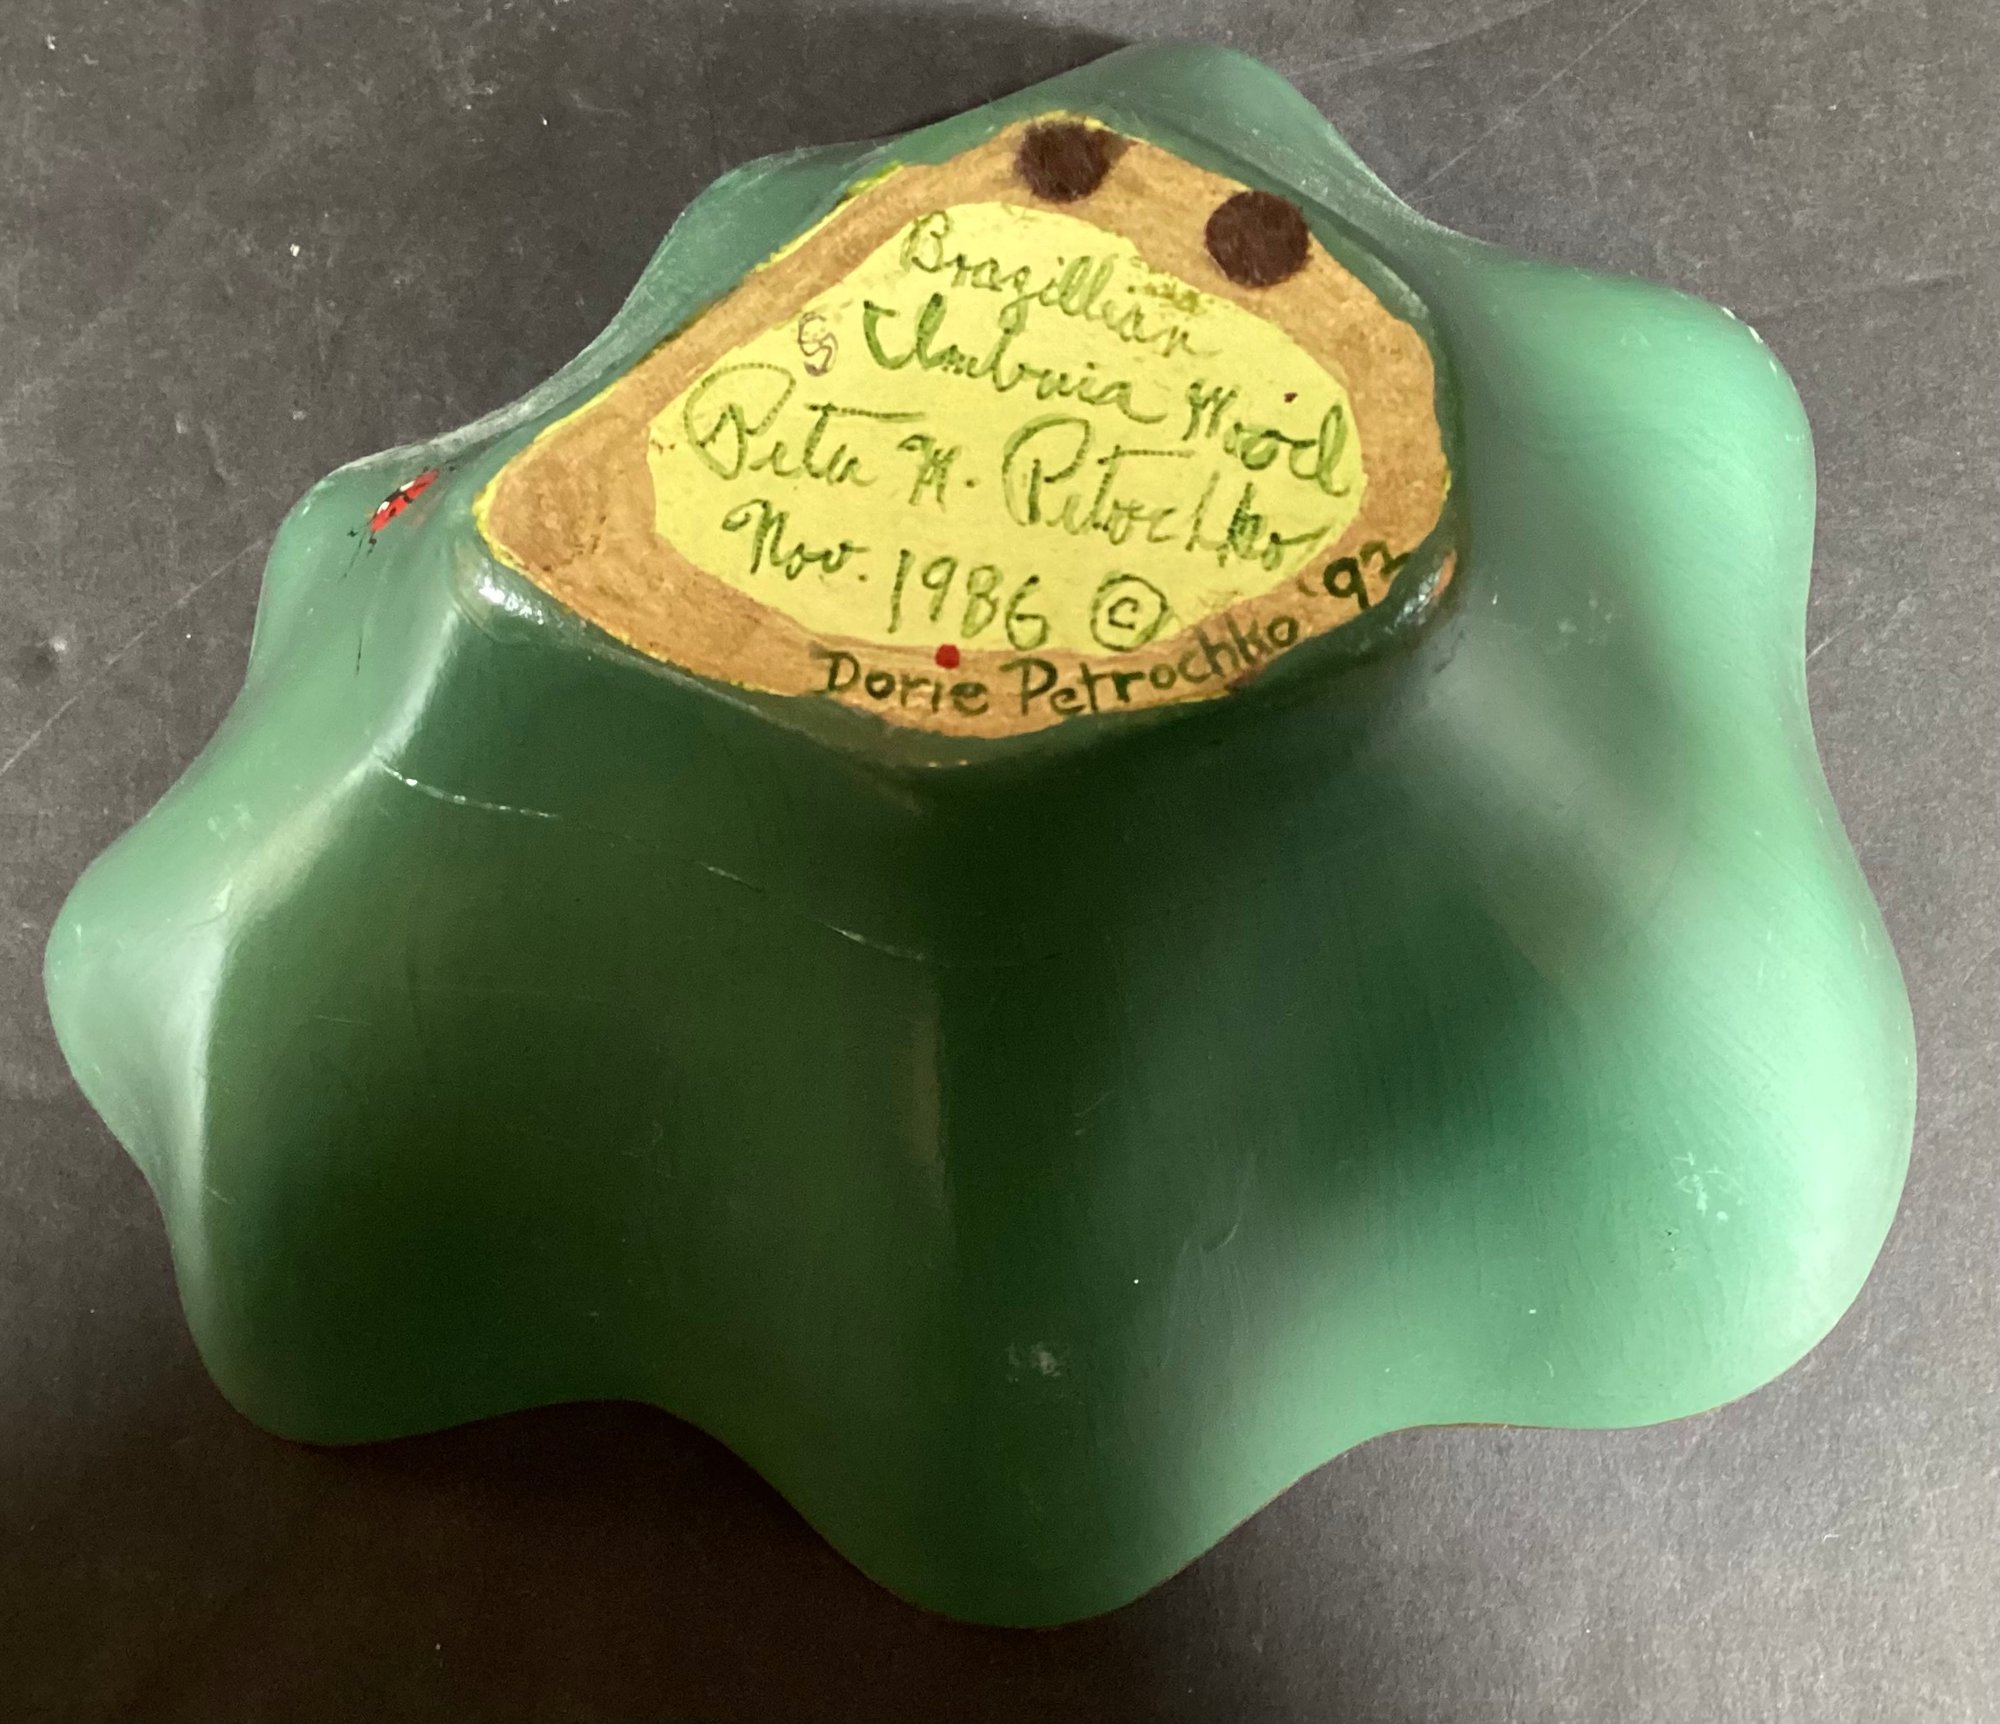 Brazillian
Imbuia Wood
Peter M. Petrochko
Nov. 1986 ©
Dorie Petrochko '92